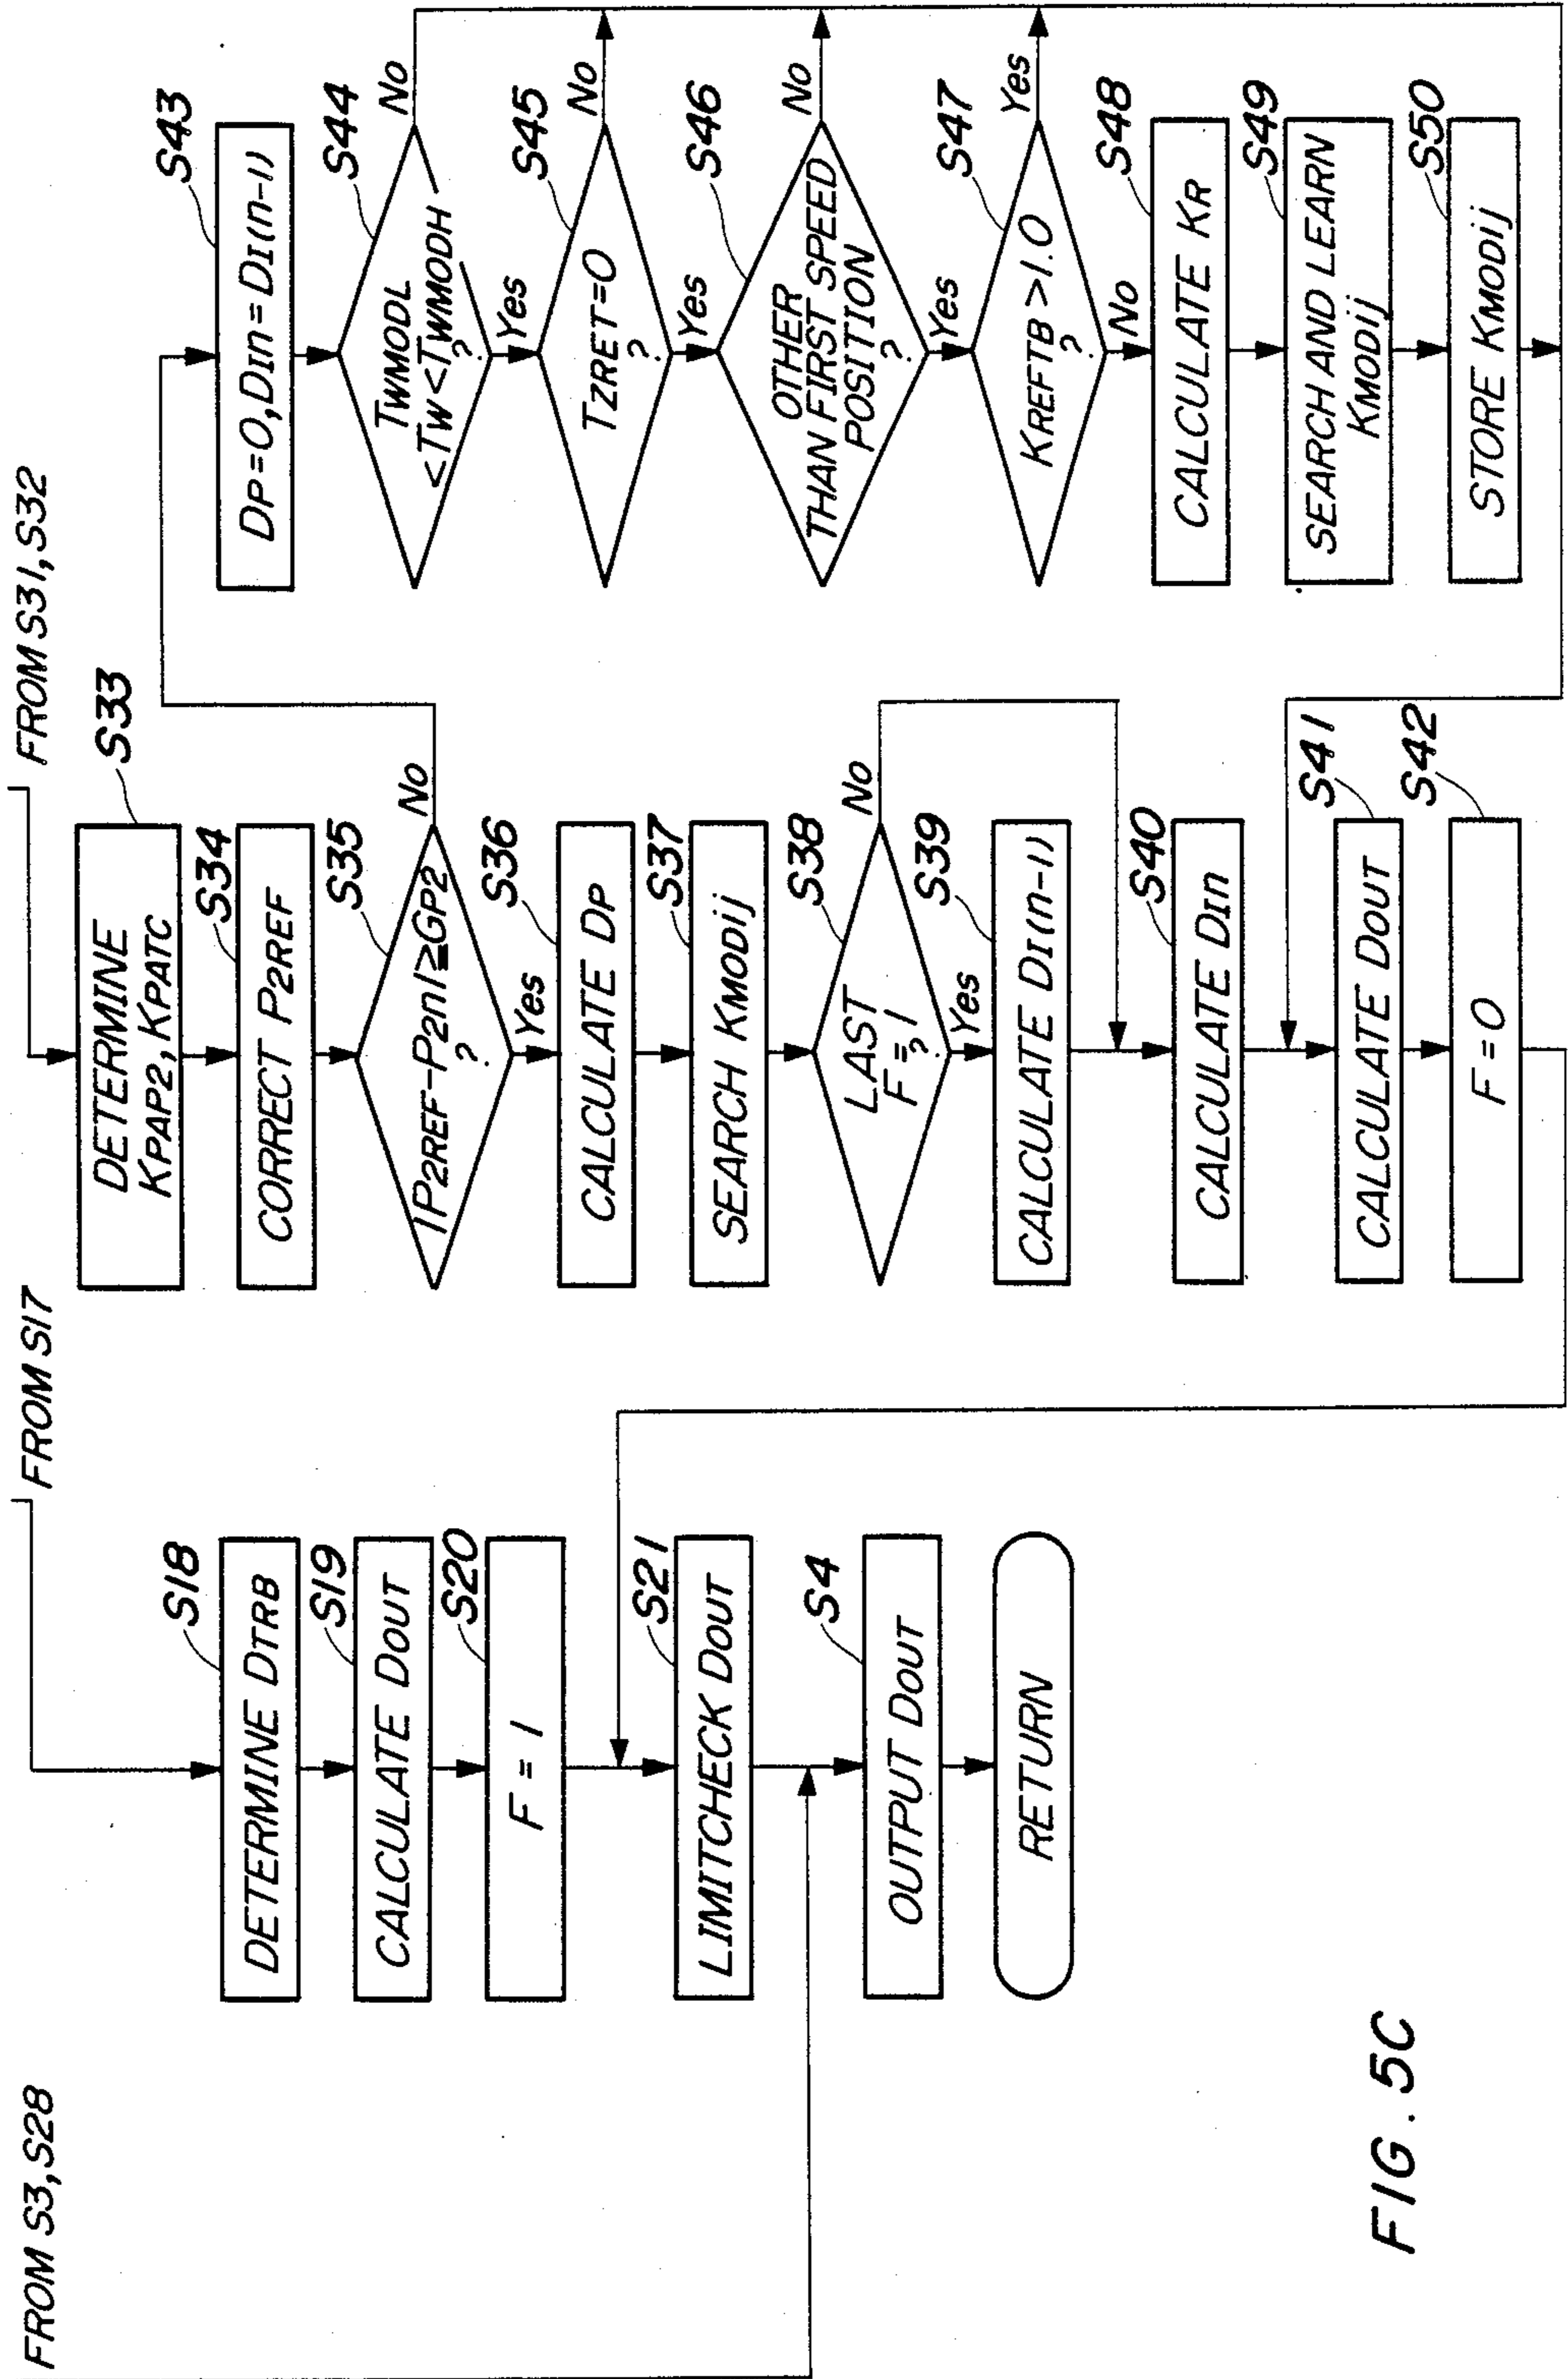 FROM S3, S28
FROM S17
S18
DETERMINE DTRB
S19
CALCULATE DOUT
S20
F = 1
S21
LIMITCHECK DOUT
S4
OUTPUT DOUT
RETURN
FROM S31, S32
S33
DETERMINE
KPAP2, KPATC
S34
CORRECT P2REF
S35
|P2REF-P2n|≧GP2
?
No
Yes
S36
CALCULATE DP
S37
SEARCH KMODij
S38
LAST
F = 1
?
No
Yes
S39
CALCULATE DI(n-1)
S40
CALCULATE DIn
S41
CALCULATE DOUT
S42
F = 0
S43
DP=0, DIn=DI(n-1)
S44
TWMODL
<TW<TWMODH
?
No
Yes
S45
TZRET=0
?
No
Yes
S46
OTHER
THAN FIRST SPEED
POSITION
?
No
Yes
S47
KREFTB >1.0
?
Yes
No
S48
CALCULATE KR
S49
SEARCH AND LEARN
KMODij
S50
STORE KMODij
FIG. 5C